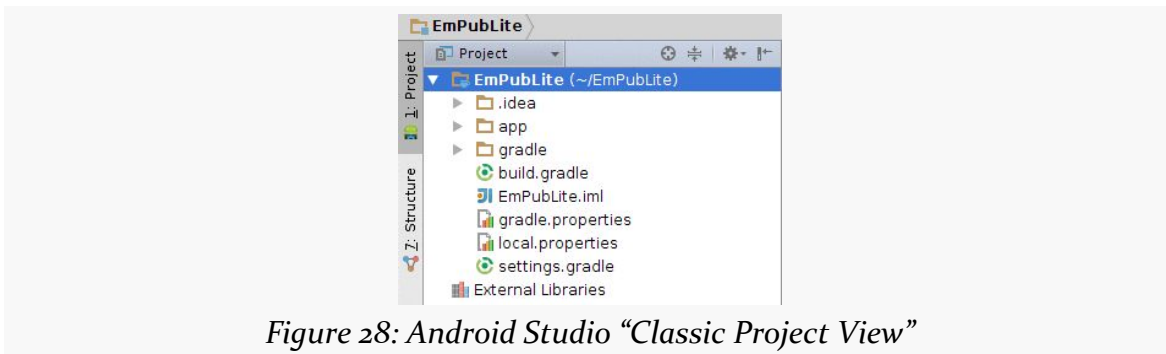 EmPubLite
Project
1: Project
EmPubLite (~/EmPubLite)
.idea
app
gradle
build.gradle
EmPubLite.iml
gradle.properties
local.properties
settings.gradle
External Libraries
7: Structure
Figure 28: Android Studio “Classic Project View”